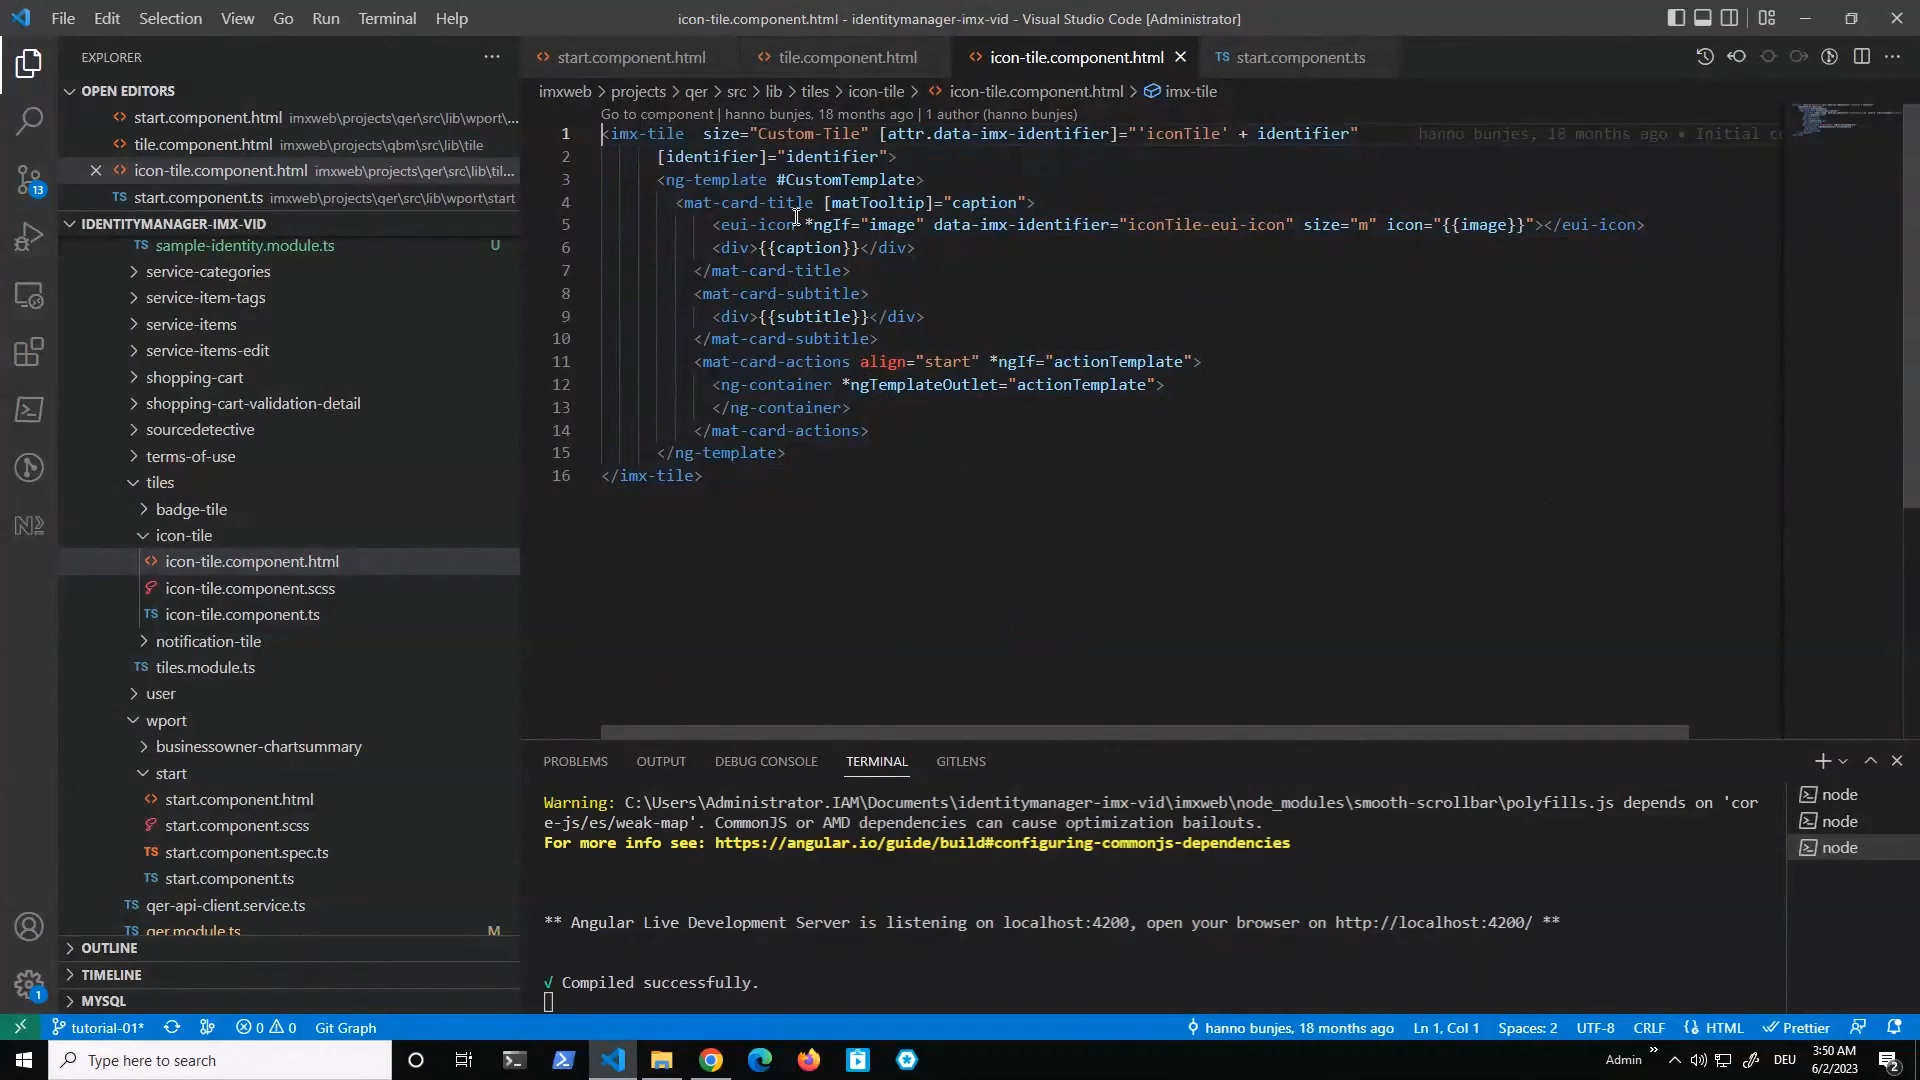 File Edit Selection View Go Run Terminal Help
icon-tile.component.html - identitymanager-imx-vid - Visual Studio Code [Administrator]
EXPLORER
OPEN EDITORS
start.component.html imxweb\projects\qer\src\lib\wport\...
tile.component.html imxweb\projects\qbm\src\lib\tile
icon-tile.component.html imxweb\projects\qer\src\lib\til...
TS start.component.ts imxweb\projects\qer\src\lib\wport\start
IDENTITYMANAGER-IMX-VID
TS sample-identity.module.ts U
service-categories
service-item-tags
service-items
service-items-edit
shopping-cart
shopping-cart-validation-detail
sourcedetective
terms-of-use
tiles
badge-tile
icon-tile
icon-tile.component.html
icon-tile.component.scss
TS icon-tile.component.ts
notification-tile
TS tiles.module.ts
user
wport
businessowner-chartsummary
start
start.component.html
start.component.scss
TS start.component.spec.ts
TS start.component.ts
TS qer-api-client.service.ts
TS qer.module.ts M
OUTLINE
TIMELINE
MYSQL
13
1
start.component.html tile.component.html icon-tile.component.html TS start.component.ts
imxweb > projects > qer > src > lib > tiles > icon-tile > icon-tile.component.html > imx-tile
Go to component | hanno bunjes, 18 months ago | 1 author (hanno bunjes)
1 <imx-tile  size="Custom-Tile" [attr.data-imx-identifier]="'iconTile' + identifier" hanno bunjes, 18 months ago • Initial co
2 [identifier]="identifier">
3 <ng-template #CustomTemplate>
4 <mat-card-title [matTooltip]="caption">
5 <eui-icon *ngIf="image" data-imx-identifier="iconTile-eui-icon" size="m" icon="{{image}}"></eui-icon>
6 <div>{{caption}}</div>
7 </mat-card-title>
8 <mat-card-subtitle>
9 <div>{{subtitle}}</div>
10 </mat-card-subtitle>
11 <mat-card-actions align="start" *ngIf="actionTemplate">
12 <ng-container *ngTemplateOutlet="actionTemplate">
13 </ng-container>
14 </mat-card-actions>
15 </ng-template>
16 </imx-tile>
PROBLEMS OUTPUT DEBUG CONSOLE TERMINAL GITLENS
Warning: C:\Users\Administrator.IAM\Documents\identitymanager-imx-vid\imxweb\node_modules\smooth-scrollbar\polyfills.js depends on 'cor
e-js/es/weak-map'. CommonJS or AMD dependencies can cause optimization bailouts.
For more info see: https://angular.io/guide/build#configuring-commonjs-dependencies
** Angular Live Development Server is listening on localhost:4200, open your browser on http://localhost:4200/ **
√ Compiled successfully.
node
node
node
tutorial-01* 0 0 Git Graph hanno bunjes, 18 months ago Ln 1, Col 1 Spaces: 2 UTF-8 CRLF HTML Prettier
Type here to search
Admin DEU 3:50 AM
6/2/2023
2